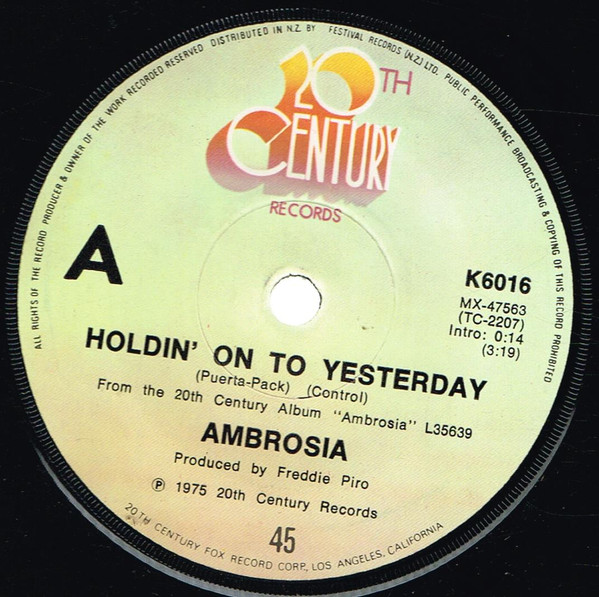 ALL RIGHTS OF THE RECORD PRODUCER & OWNER OF THE WORK RECORDED RESERVED DISTRIBUTED IN N.Z. BY FESTIVAL RECORDS (N.Z.) LTD. PUBLIC PERFORMANCE BROADCASTING & COPYING OF THIS RECORD PROHIBITED
20TH
CENTURY
RECORDS
A
K6016
MX-47563
(TC-2207)
Intro: 0:14
(3:19)
HOLDIN' ON TO YESTERDAY
(Puerta-Pack) (Control)
From the 20th Century Album "Ambrosia" L35639
AMBROSIA
Produced by Freddie Piro
℗ 1975 20th Century Records
45
20TH CENTURY FOX RECORD CORP., LOS ANGELES, CALIFORNIA